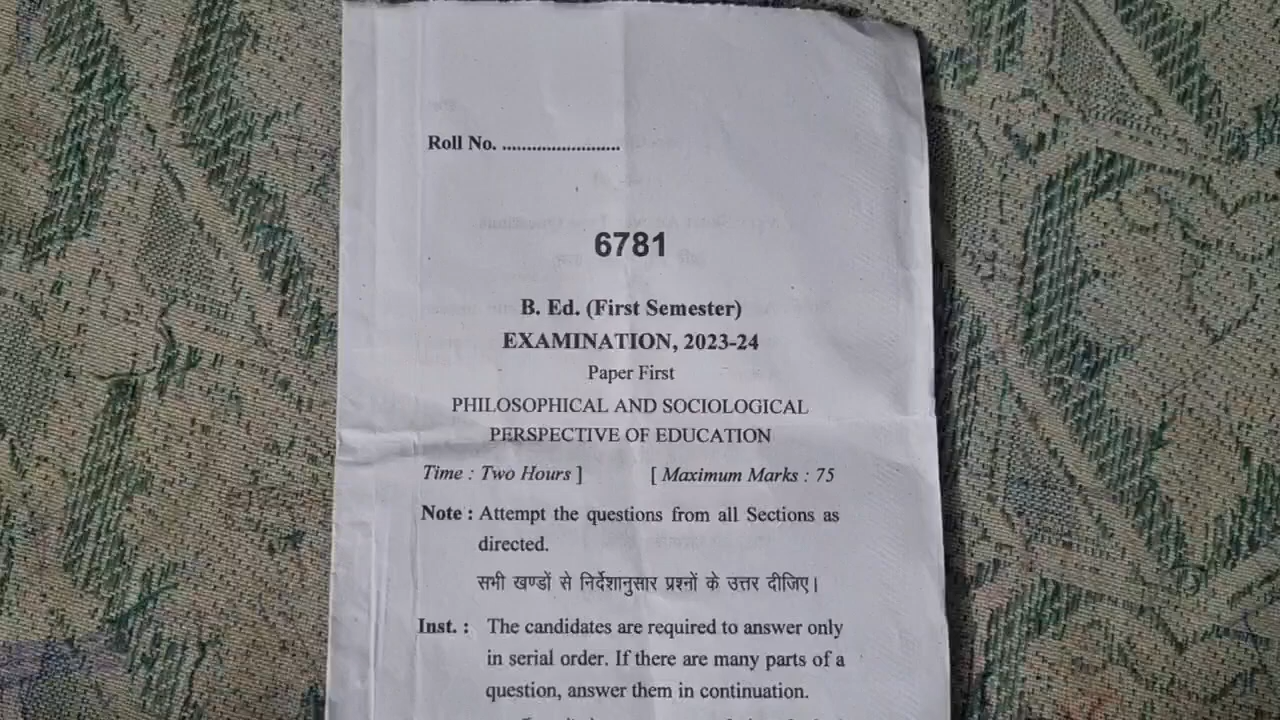 Roll No. ........................
6781
B. Ed. (First Semester)
EXAMINATION, 2023-24
Paper First
PHILOSOPHICAL AND SOCIOLOGICAL
PERSPECTIVE OF EDUCATION
Time : Two Hours ] [ Maximum Marks : 75
Note : Attempt the questions from all Sections as
directed.
सभी खण्डों से निर्देशानुसार प्रश्नों के उत्तर दीजिए।
Inst. : The candidates are required to answer only
in serial order. If there are many parts of a
question, answer them in continuation.